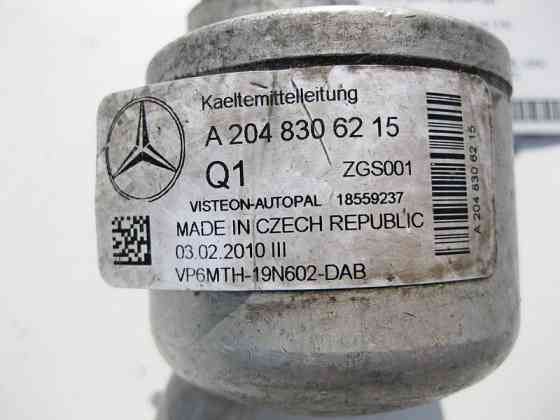 Kaeltemittelleitung
A 204 830 62 15
Q1 ZGS001
VISTEON-AUTOPAL 18559237
MADE IN CZECH REPUBLIC
03.02.2010 III
VP6MTH-19N602-DAB
A 204 830 62 15